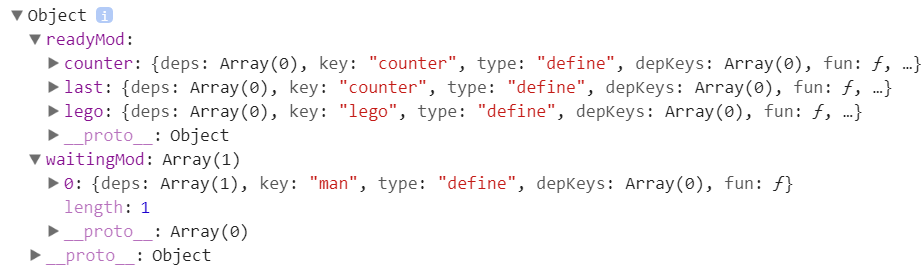 ▼Object i
▼readyMod:
▶counter: {deps: Array(0), key: "counter", type: "define", depKeys: Array(0), fun: ƒ, …}
▶last: {deps: Array(0), key: "counter", type: "define", depKeys: Array(0), fun: ƒ, …}
▶lego: {deps: Array(0), key: "lego", type: "define", depKeys: Array(0), fun: ƒ, …}
▶__proto__: Object
▼waitingMod: Array(1)
▶0: {deps: Array(1), key: "man", type: "define", depKeys: Array(0), fun: ƒ}
length: 1
▶__proto__: Array(0)
▶__proto__: Object